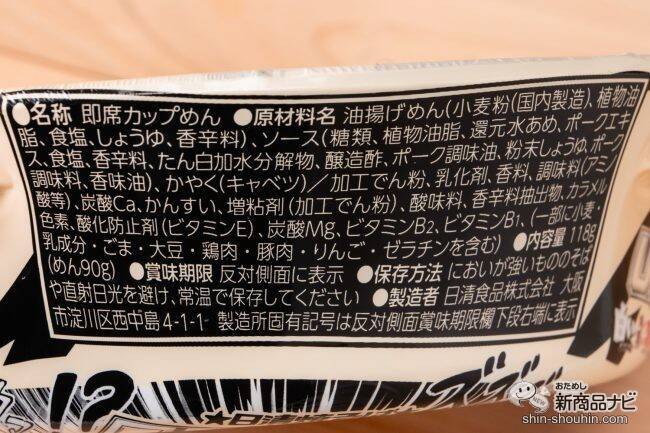 ●名称 即席カップめん ●原材料名 油揚げめん(小麦粉(国内製造)、植物油
脂、食塩、しょうゆ、香辛料)、ソース(糖類、植物油脂、還元水あめ、ポークエキ
ス、食塩、香辛料、たん白加水分解物、醸造酢、ポーク調味油、粉末しょうゆ、ポーク
調味料、香味油)、かやく(キャベツ)／加工でん粉、乳化剤、香料、調味料(アミノ
酸等)、炭酸Ca、かんすい、増粘剤(加工でん粉)、酸味料、香辛料抽出物、カラメル
色素、酸化防止剤(ビタミンE)、炭酸Mg、ビタミンB2、ビタミンB1、(一部に小麦・
乳成分・ごま・大豆・鶏肉・豚肉・りんご・ゼラチンを含む) ●内容量 118g
(めん90g) ●賞味期限 反対側面に表示 ●保存方法 においが強いもののそば
や直射日光を避け、常温で保存してください ●製造者 日清食品株式会社 大阪
市淀川区西中島4-1-1 製造所固有記号は反対側面賞味期限欄下段右端に表示
おためし
新商品ナビ
shin-shouhin.com